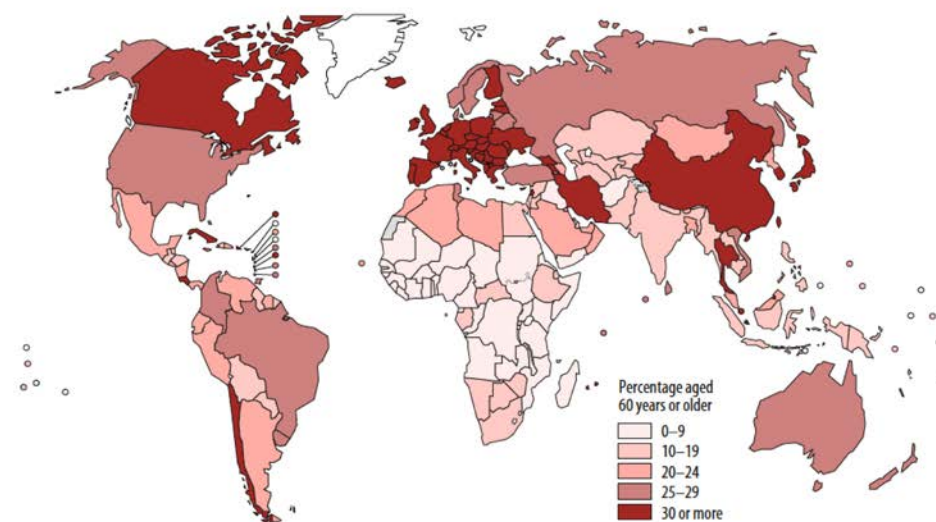 Percentage aged
60 years or older
0–9
10–19
20–24
25–29
30 or more